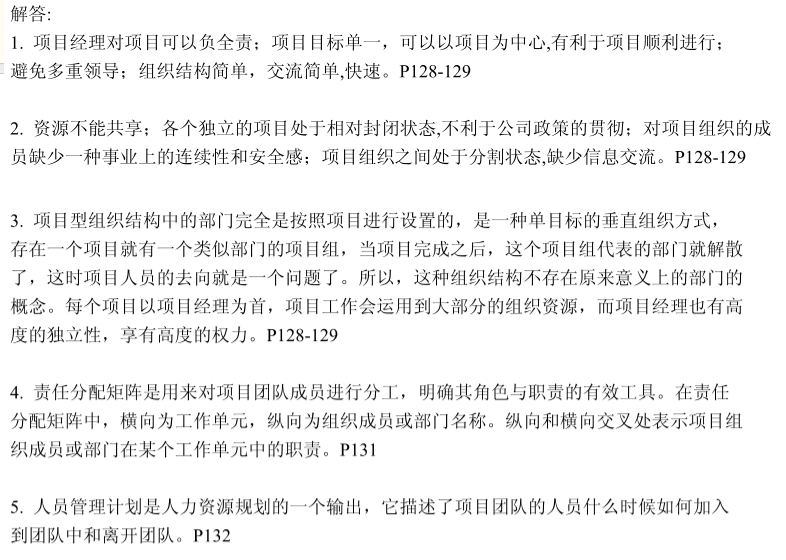 解答:
1. 项目经理对项目可以负全责；项目目标单一，可以以项目为中心,有利于项目顺利进行；
避免多重领导；组织结构简单，交流简单,快速。P128-129
2. 资源不能共享；各个独立的项目处于相对封闭状态,不利于公司政策的贯彻；对项目组织的成
员缺少一种事业上的连续性和安全感；项目组织之间处于分割状态,缺少信息交流。P128-129
3. 项目型组织结构中的部门完全是按照项目进行设置的，是一种单目标的垂直组织方式，
存在一个项目就有一个类似部门的项目组，当项目完成之后，这个项目组代表的部门就解散
了，这时项目人员的去向就是一个问题了。所以，这种组织结构不存在原来意义上的部门的
概念。每个项目以项目经理为首，项目工作会运用到大部分的组织资源，而项目经理也有高
度的独立性，享有高度的权力。P128-129
4. 责任分配矩阵是用来对项目团队成员进行分工，明确其角色与职责的有效工具。在责任
分配矩阵中，横向为工作单元，纵向为组织成员或部门名称。纵向和横向交叉处表示项目组
织成员或部门在某个工作单元中的职责。P131
5. 人员管理计划是人力资源规划的一个输出，它描述了项目团队的人员什么时候如何加入
到团队中和离开团队。P132